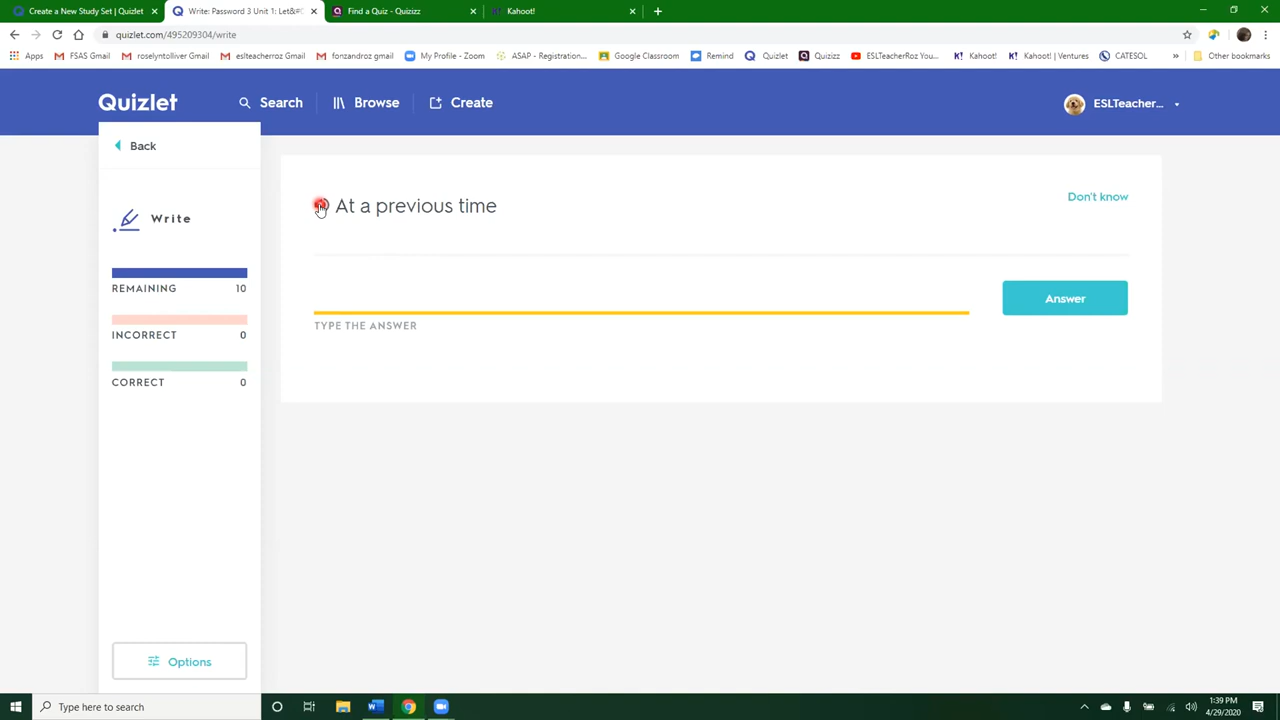 Create a New Study Set | Quizlet
Write: Password 3 Unit 1: Let&#
Find a Quiz - Quizizz
Kahoot!
quizlet.com/495209304/write
Apps
FSAS Gmail
roselyntolliver Gmail
eslteacherroz Gmail
fonzandroz gmail
My Profile - Zoom
ASAP - Registration...
Google Classroom
Remind
Quizlet
Quizizz
ESLTeacherRoz You...
Kahoot!
Kahoot! | Ventures
CATESOL
»
Other bookmarks
Quizlet
Search
Browse
Create
ESLTeacher...
Back
Write
REMAINING 10
INCORRECT 0
CORRECT 0
Options
At a previous time
Don't know
Answer
TYPE THE ANSWER
Type here to search
1:39 PM
4/29/2020